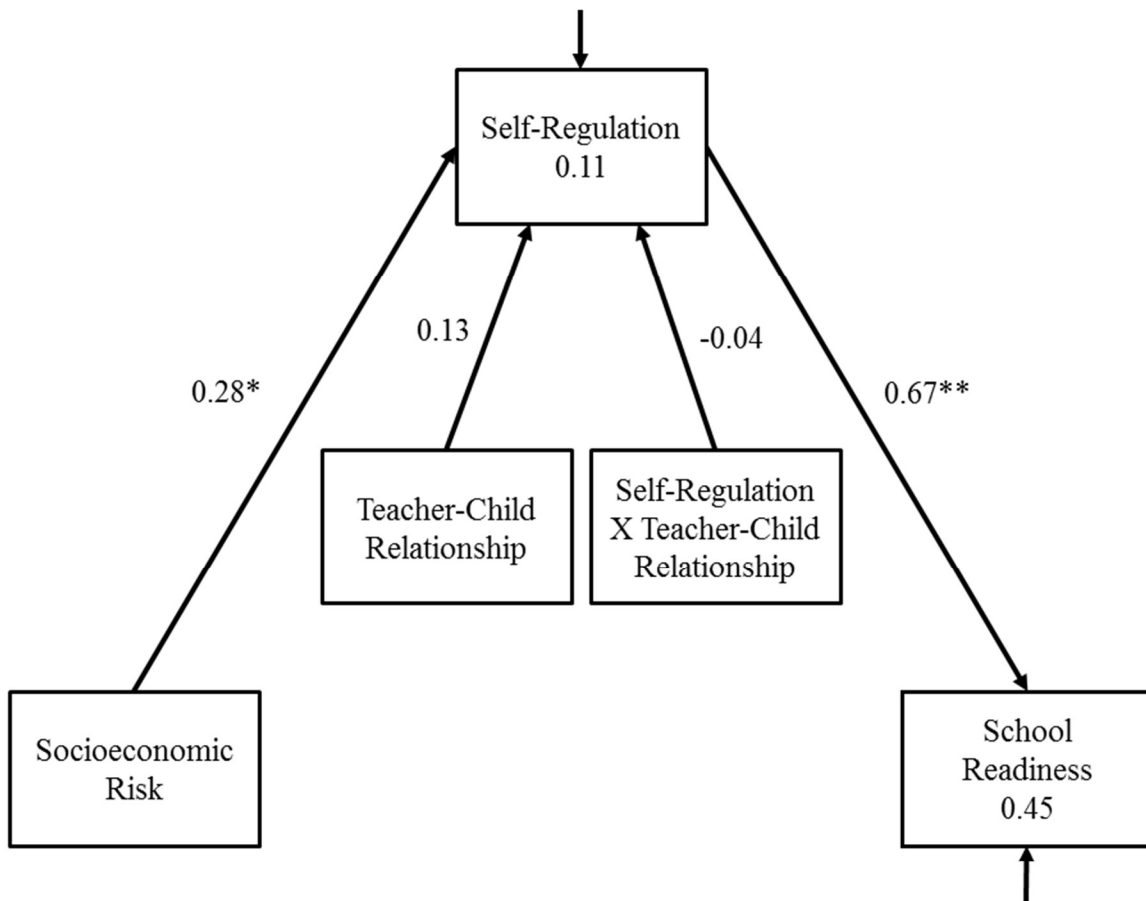 Self-Regulation
0.11
0.13
-0.04
0.28*
0.67**
Teacher-Child
Relationship
Self-Regulation
X Teacher-Child
Relationship
Socioeconomic
Risk
School
Readiness
0.45